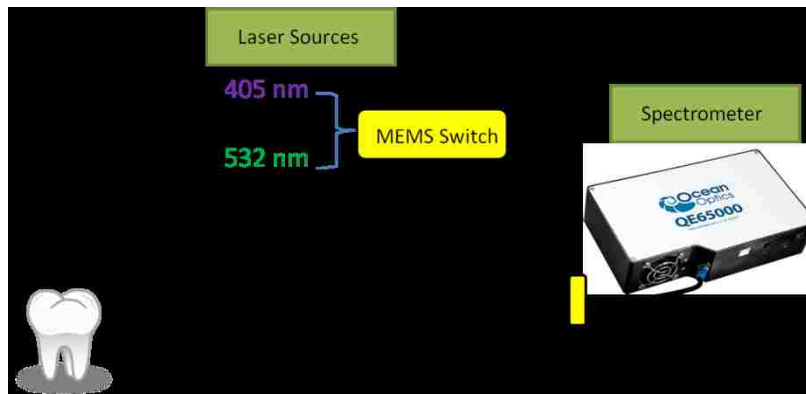 Laser Sources
405 nm
532 nm
MEMS Switch
Spectrometer
Ocean
Optics
QE65000